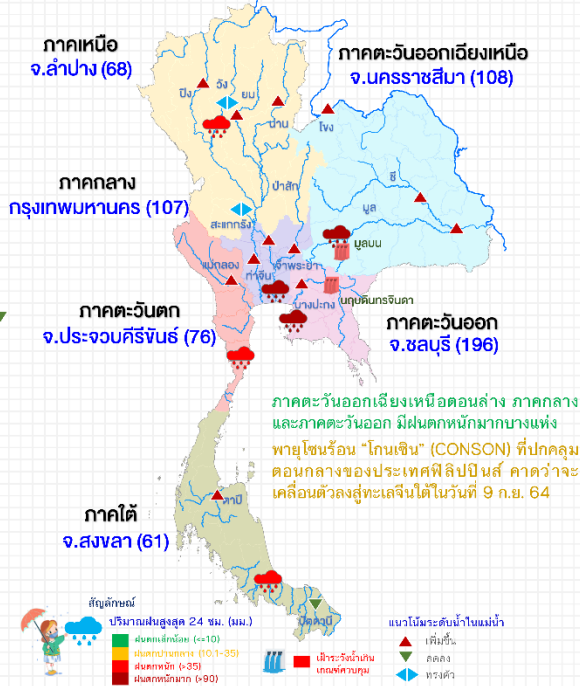 ภาคเหนือ
จ.ลำปาง (68)
ภาคตะวันออกเฉียงเหนือ
จ.นครราชสีมา (108)
ปิง
วัง
ยม
น่าน
โขง
ป่าสัก
ชี
มูล
ภาคกลาง
กรุงเทพมหานคร (107)
สะแกกรัง
มูลบน
แม่กลอง
ท่าจีน
เจ้าพระยา
บางปะกง
นฤบดินทรจินดา
ภาคตะวันตก
จ.ประจวบคีรีขันธ์ (76)
ภาคตะวันออก
จ.ชลบุรี (196)
ภาคตะวันออกเฉียงเหนือตอนล่าง ภาคกลาง
และภาคตะวันออก มีฝนตกหนักมากบางแห่ง
พายุโซนร้อน "โกนเซิน" (CONSON) ที่ปกคลุม
ตอนกลางของประเทศฟิลิปปินส์ คาดว่าจะ
เคลื่อนตัวลงสู่ทะเลจีนใต้ในวันที่ 9 ก.ย. 64
ตาปี
ภาคใต้
จ.สงขลา (61)
ปัตตานี
สัญลักษณ์
ปริมาณฝนสูงสุด 24 ชม. (มม.)
ฝนตกเล็กน้อย (<=10)
ฝนตกปานกลาง (10.1-35)
ฝนตกหนัก (>35)
ฝนตกหนักมาก (>90)
เฝ้าระวังน้ำเกิน
เกณฑ์ควบคุม
แนวโน้มระดับน้ำในแม่น้ำ
เพิ่มขึ้น
ลดลง
ทรงตัว